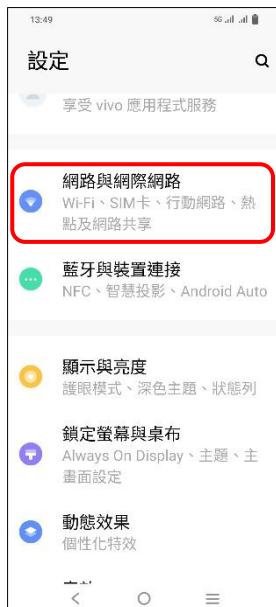 13:49
5G
設定
享受 vivo 應用程式服務
網路與網際網路
Wi-Fi、SIM卡、行動網路、熱
點及網路共享
藍牙與裝置連接
NFC、智慧投影、Android Auto
顯示與亮度
護眼模式、深色主題、狀態列
鎖定螢幕與桌布
Always On Display、主題、主
畫面設定
動態效果
個性化特效